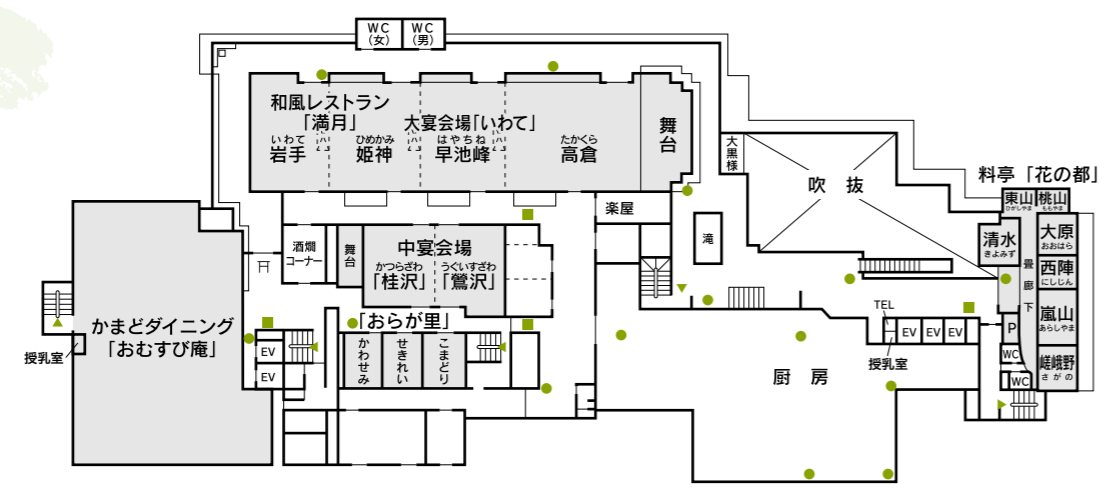 WC
(女)
WC
(男)
和風レストラン
「満月」
大宴会場「いわて」
いわて
岩手
ひめかみ
姫神
はやちね
早池峰
たかくら
高倉
舞台
大黒様
吹 抜
料亭「花の都」
東山
ひがしやま
桃山
ももやま
清水
きよみず
大原
おおはら
西陣
にしじん
嵐山
あらしやま
嵯峨野
さがの
畳廊下
楽屋
滝
酒燗
コーナー
舞台
中宴会場
かつらざわ
「桂沢」
うぐいすざわ
「鶯沢」
「おらが里」
かわせみ
せきれい
こまどり
かまどダイニング
「おむすび庵」
授乳室
EV
EV
TEL
EV
EV
EV
授乳室
P
WC
WC
厨 房